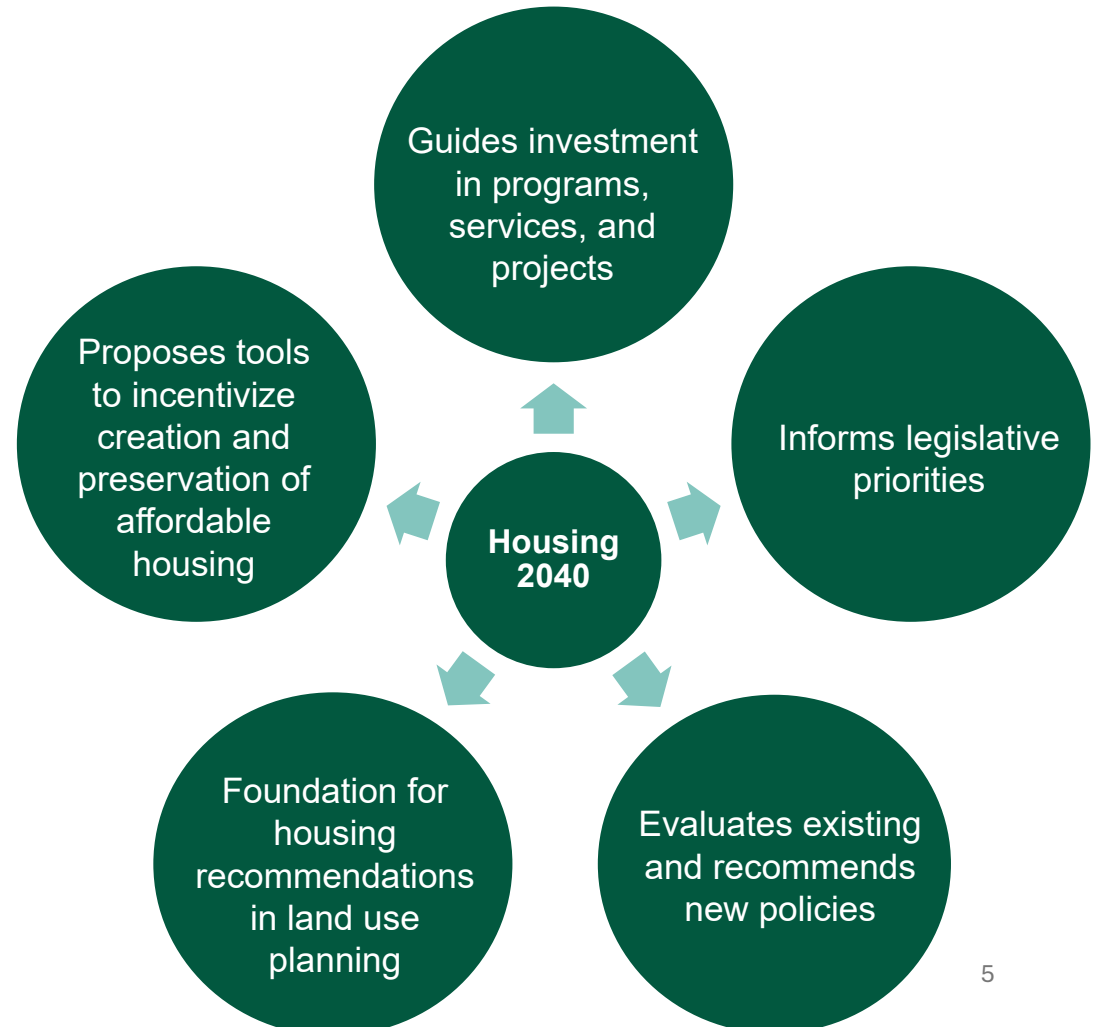 Guides investment
in programs,
services, and
projects
Proposes tools
to incentivize
creation and
preservation of
affordable
housing
Informs legislative
priorities
Housing
2040
Foundation for
housing
recommendations
in land use
planning
Evaluates existing
and recommends
new policies
5